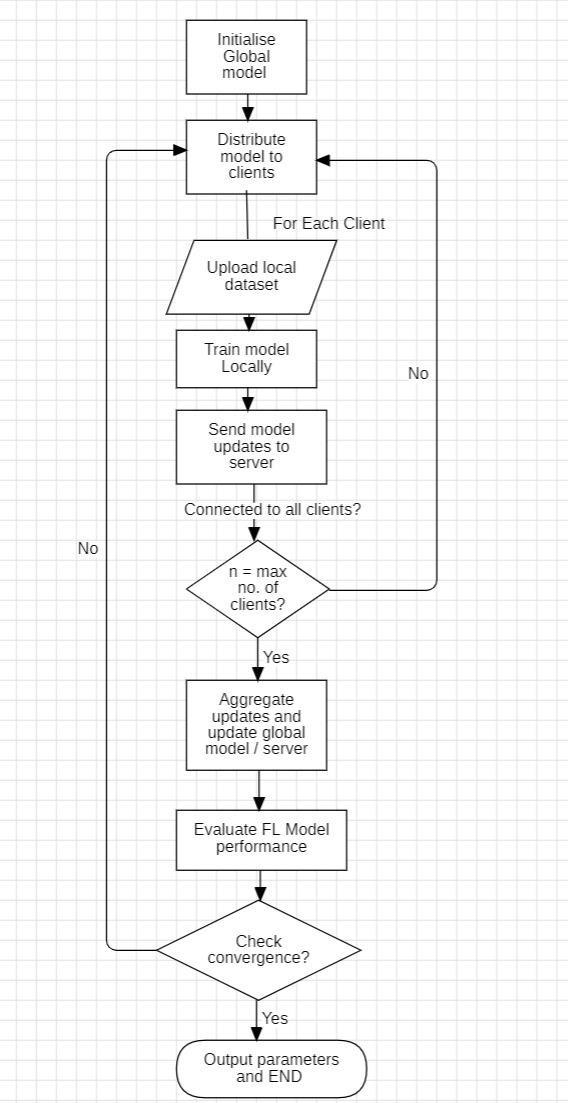 Initialise
Global
model
Distribute
model to
clients
For Each Client
Upload local
dataset
Train model
Locally
No
Send model
updates to
server
Connected to all clients?
No
n = max
no. of
clients?
Yes
Aggregate
updates and
update global
model / server
Evaluate FL Model
performance
Check
convergence?
Yes
Output parameters
and END